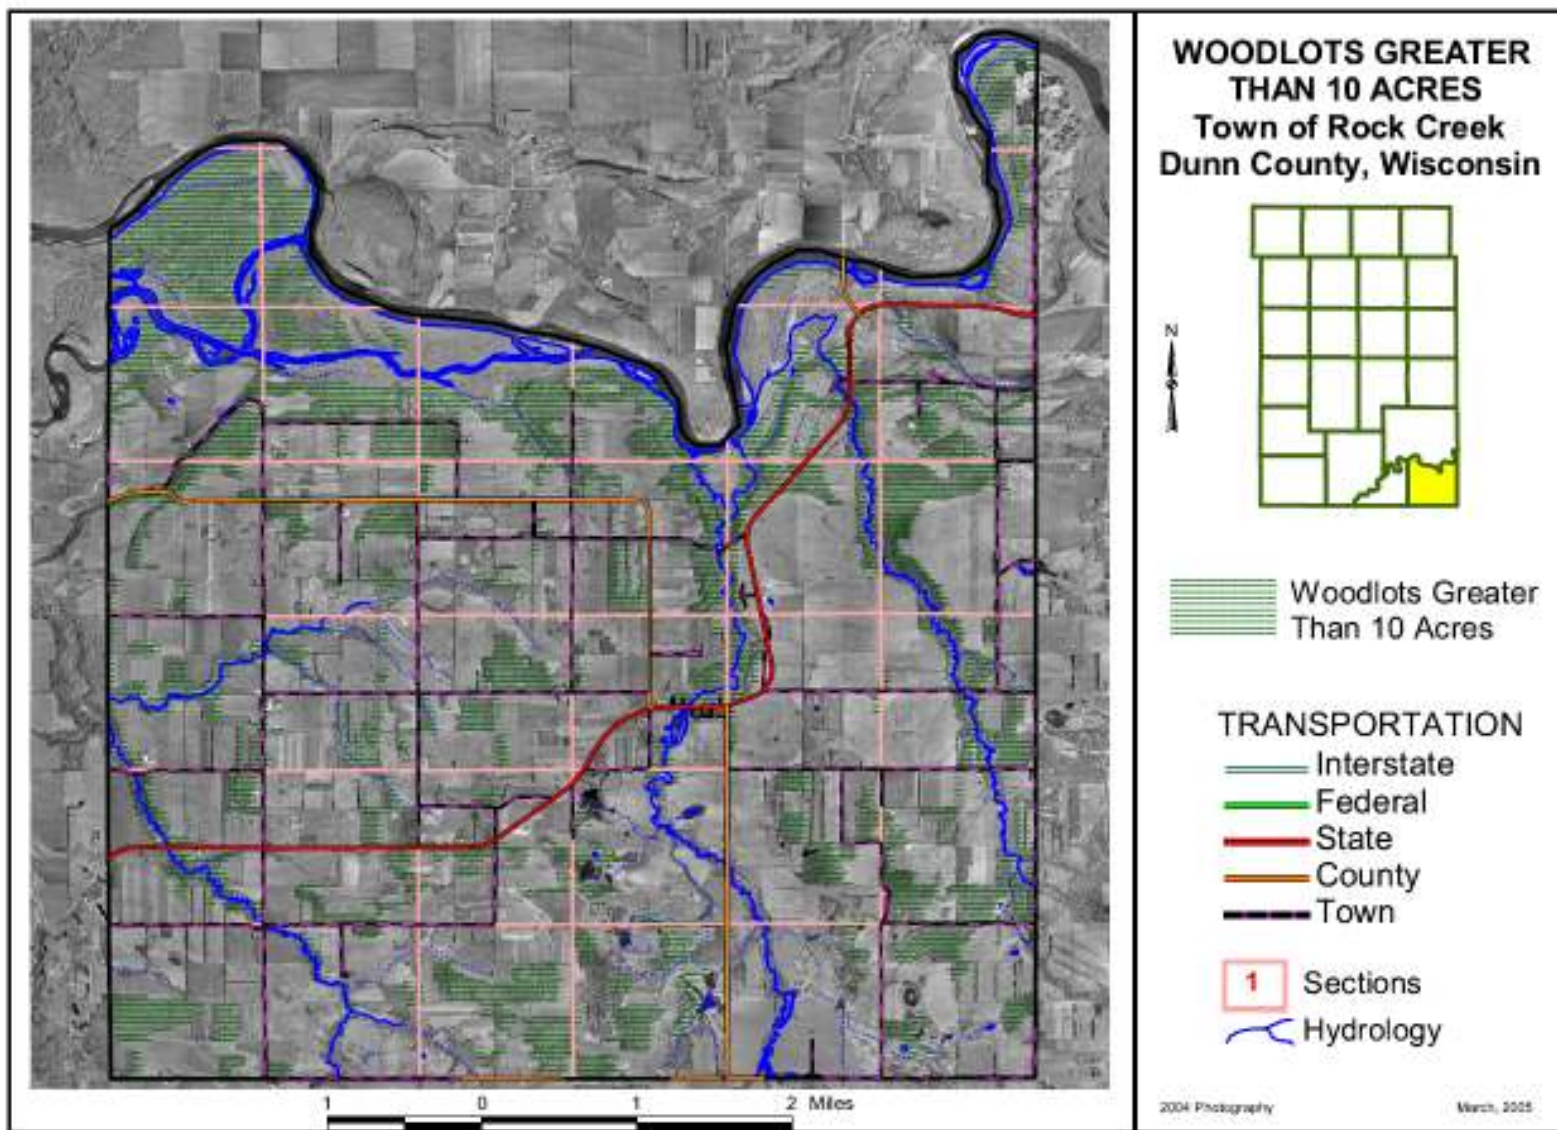 WOODLOTS GREATER
THAN 10 ACRES
Town of Rock Creek
Dunn County, Wisconsin
N
Woodlots Greater
Than 10 Acres
TRANSPORTATION
Interstate
Federal
State
County
Town
1 Sections
Hydrology
2004 Photography March, 2005
1 0 1 2 Miles